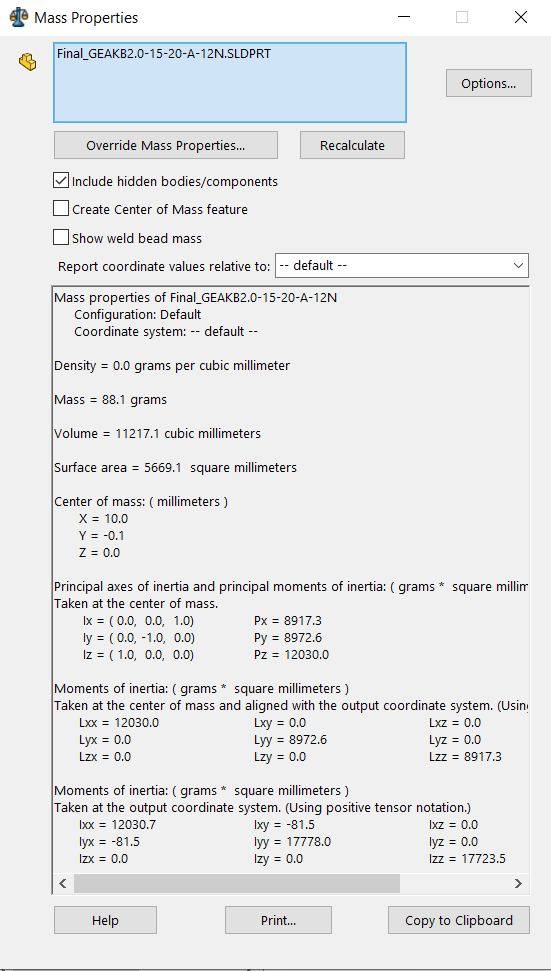 Mass Properties
Final_GEAKB2.0-15-20-A-12N.SLDPRT
Options...
Override Mass Properties...
Recalculate
Include hidden bodies/components
Create Center of Mass feature
Show weld bead mass
Report coordinate values relative to: -- default --
Mass properties of Final_GEAKB2.0-15-20-A-12N
Configuration: Default
Coordinate system: -- default --
Density = 0.0 grams per cubic millimeter
Mass = 88.1 grams
Volume = 11217.1 cubic millimeters
Surface area = 5669.1 square millimeters
Center of mass: ( millimeters )
X = 10.0
Y = -0.1
Z = 0.0
Principal axes of inertia and principal moments of inertia: ( grams * square millim
Taken at the center of mass.
Ix = ( 0.0, 0.0, 1.0) Px = 8917.3
Iy = ( 0.0, -1.0, 0.0) Py = 8972.6
Iz = ( 1.0, 0.0, 0.0) Pz = 12030.0
Moments of inertia: ( grams * square millimeters )
Taken at the center of mass and aligned with the output coordinate system. (Using
Lxx = 12030.0 Lxy = 0.0 Lxz = 0.0
Lyx = 0.0 Lyy = 8972.6 Lyz = 0.0
Lzx = 0.0 Lzy = 0.0 Lzz = 8917.3
Moments of inertia: ( grams * square millimeters )
Taken at the output coordinate system. (Using positive tensor notation.)
Ixx = 12030.7 Ixy = -81.5 Ixz = 0.0
Iyx = -81.5 Iyy = 17778.0 Iyz = 0.0
Izx = 0.0 Izy = 0.0 Izz = 17723.5
Help
Print...
Copy to Clipboard